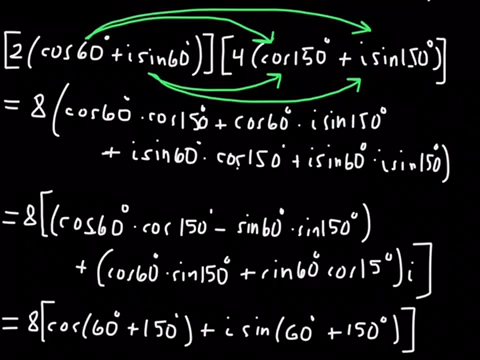 [2(cos60°+isin60°)][4(cos150°+isin150°)]
=8(cos60°·cos150°+cos60°·isin150°
+isin60°·cos150°+isin60°·isin150°)
=8[(cos60°·cos150°-sin60°·sin150°)
+(cos60°·sin150°+sin60°cos15°)i]
=8[cos(60°+150°)+isin(60°+150°)]